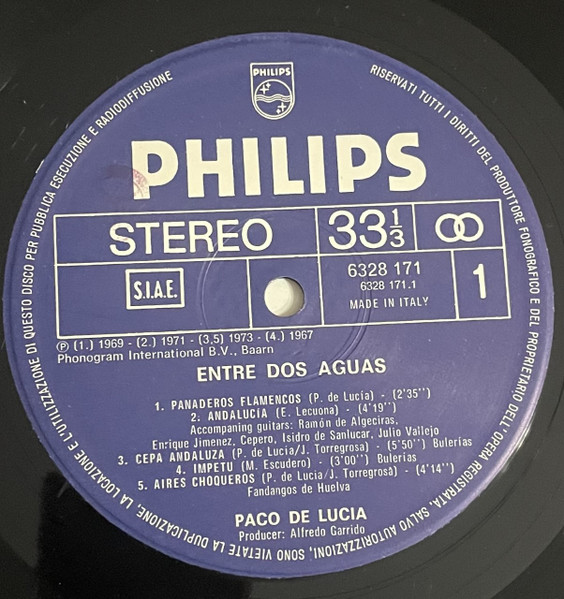 PHILIPS
PHILIPS
STEREO
33 1/3
S.I.A.E.
6328 171
6328 171.1
MADE IN ITALY
1
Ⓟ (1.) 1969 - (2.) 1971 - (3,5) 1973 - (4.) 1967
Phonogram International B.V., Baarn
ENTRE DOS AGUAS
1. PANADEROS FLAMENCOS (P. de Lucia) - (2'35'')
2. ANDALUCIA (E. Lecuona) - (4'19'')
Accompaning guitars: Ramón de Algeciras,
Enrique Jimenez, Cepero, Isidro de Sanlucar, Julio Vallejo
3. CEPA ANDALUZA (P. de Lucia/J. Torregrosa) - (5'50'') Bulerias
4. IMPETU (M. Escudero) - (3'00'') Bulerias
5. AIRES CHOQUEROS (P. de Lucia/J. Torregrosà) - (4'14'')
Fandangos de Huelva
PACO DE LUCIA
Producer: Alfredo Garrido
RISERVATI TUTTI I DIRITTI DEL PRODUTTORE FONOGRAFICO E DEL PROPRIETARIO DELL'OPERA REGISTRATA, SALVO AUTORIZZAZIONI, SONO VIETATE LA DUPLICAZIONE, LA LOCAZIONE E L'UTILIZZAZIONE DI QUESTO DISCO PER PUBBLICA ESECUZIONE E RADIODIFFUSIONE